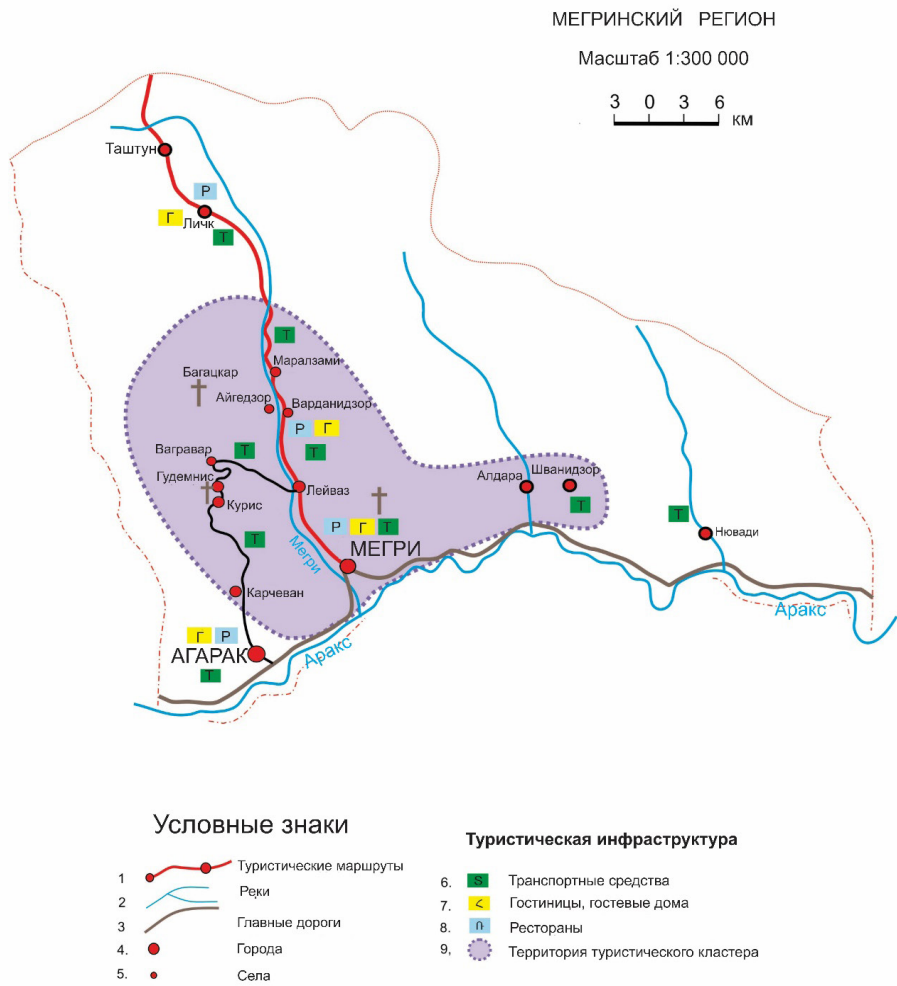 МЕГРИНСКИЙ РЕГИОН
Масштаб 1:300 000
3 0 3 6 км
Таштун
Р
Г
Личк
Т
Т
Маралзами
Багацкар
Айгедзор
Варданидзор
Р Г
Т
Т
Вагравар
Гудемнис
Курис
Лейваз
Алдара
Шванидзор
Т
Т
Нювади
Р Г Т
МЕГРИ
Т
Мегри
Карчеван
Г Р
АГАРАК
Т
Аракс
Аракс
Условные знаки
1 Туристические маршруты
2 Реки
3 Главные дороги
4. Города
5. Села
Туристическая инфраструктура
6. Տ Транспортные средства
7. Հ Гостиницы, гостевые дома
8. Ռ Рестораны
9, Территория туристического кластера